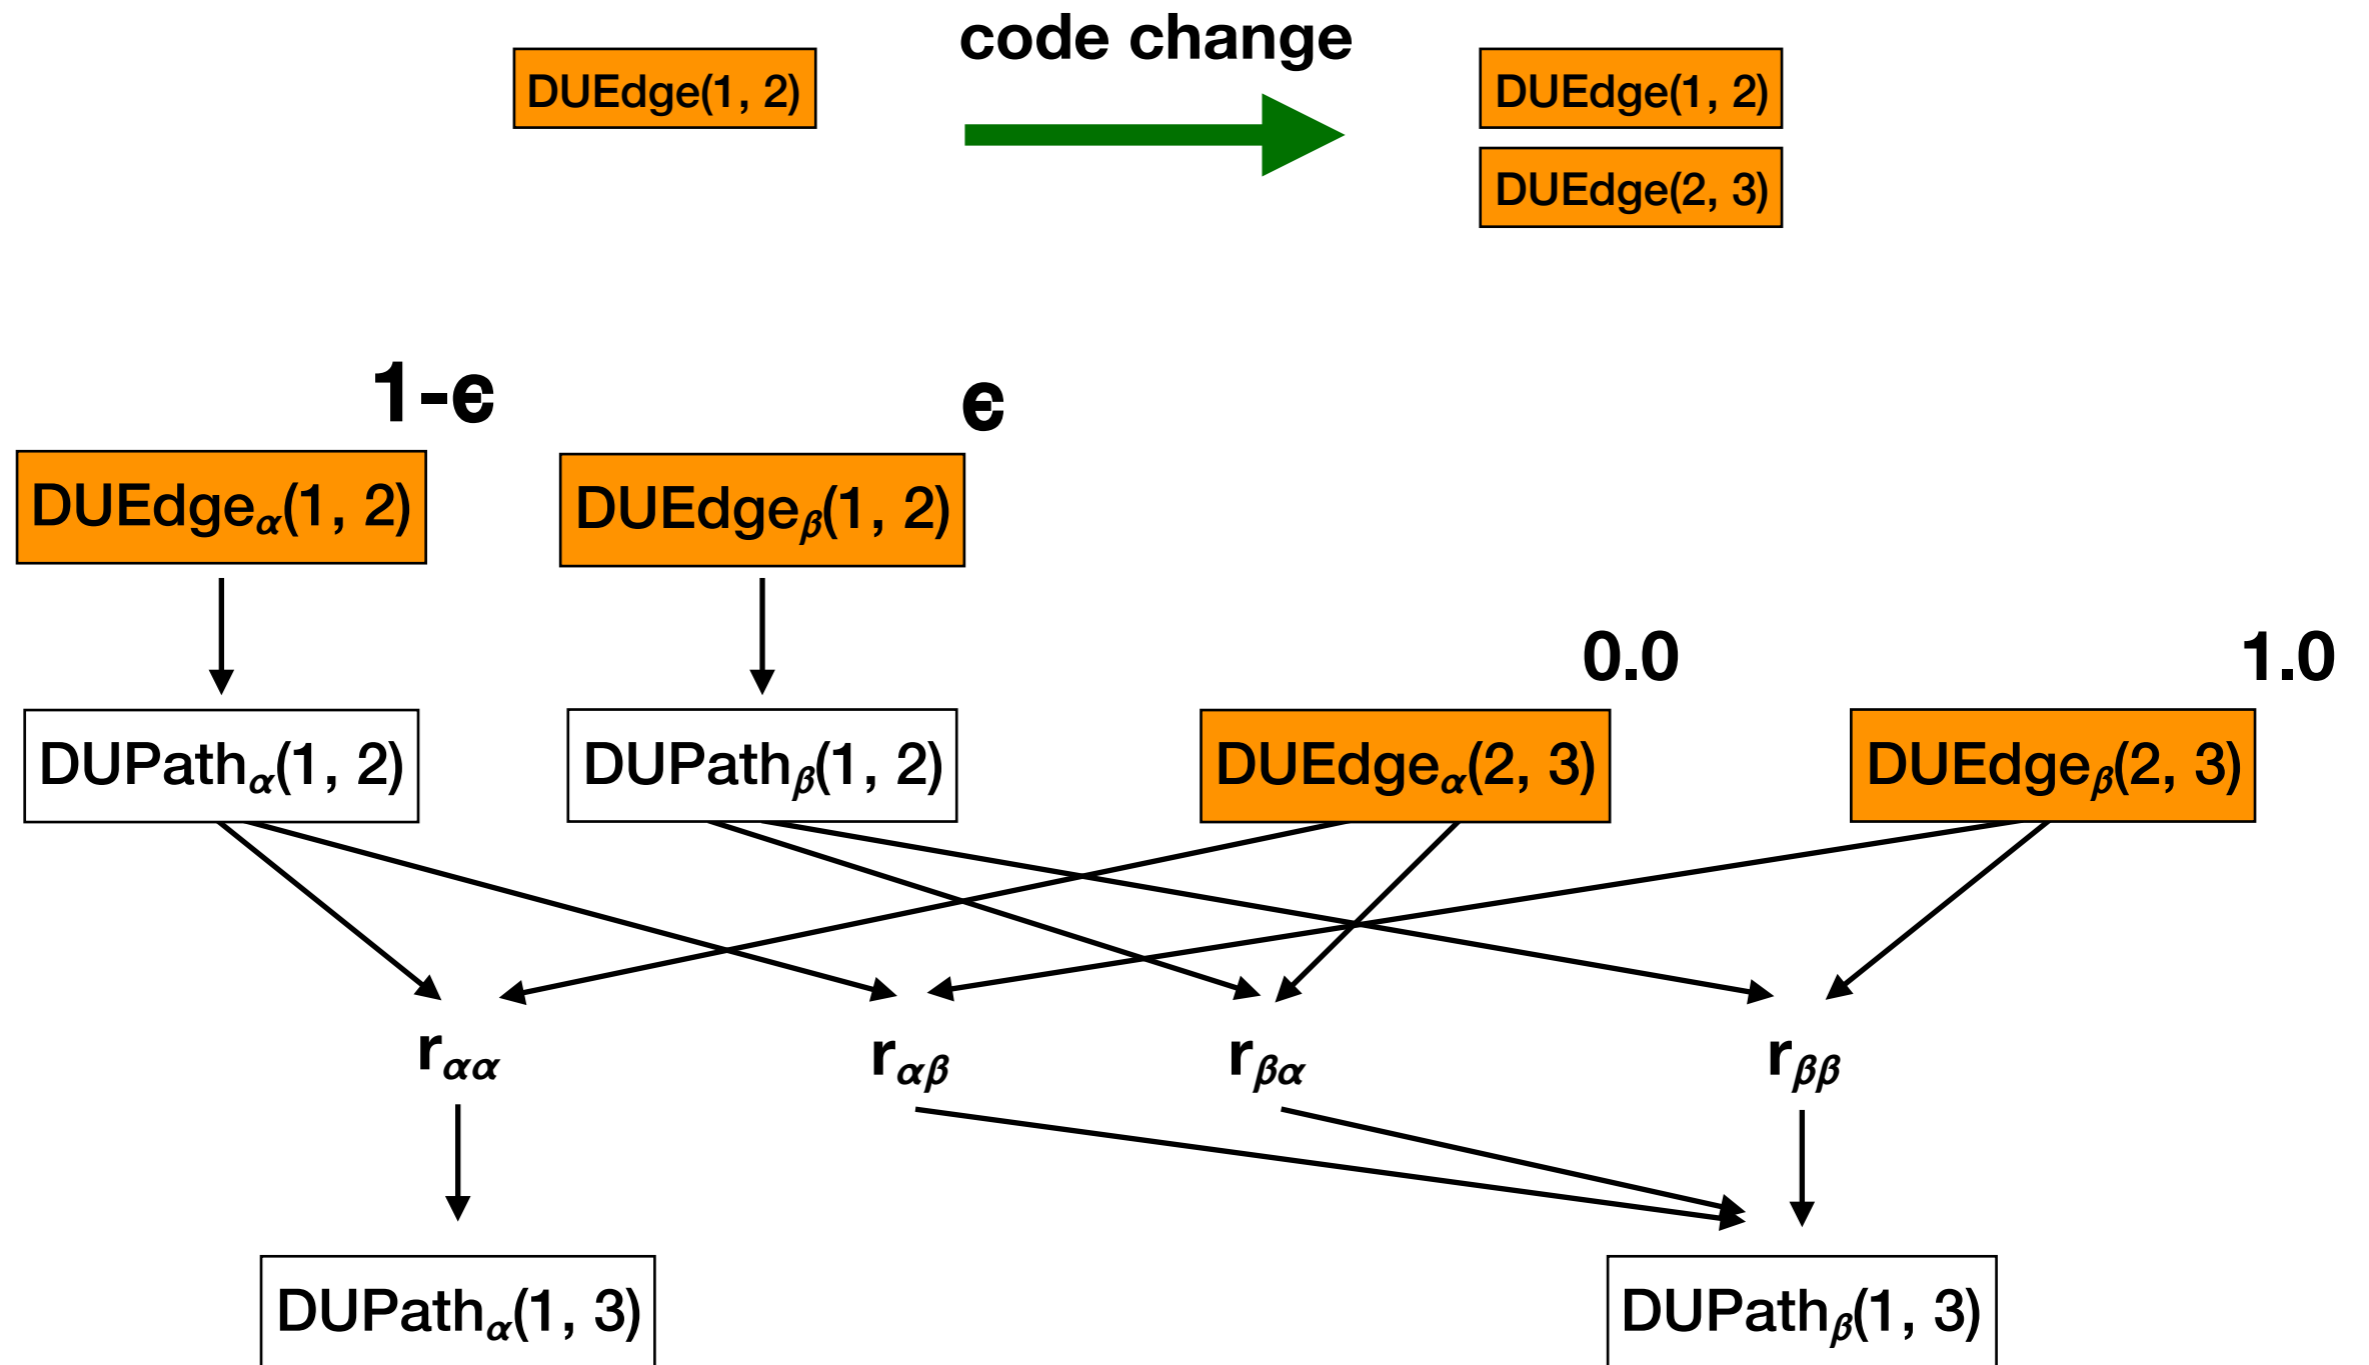 code change
DUEdge(1, 2)
DUEdge(1, 2)
DUEdge(2, 3)
1-ϵ
ϵ
DUEdgeα(1, 2)
DUEdgeβ(1, 2)
0.0
1.0
DUPathα(1, 2)
DUPathβ(1, 2)
DUEdgeα(2, 3)
DUEdgeβ(2, 3)
rαα
rαβ
rβα
rββ
DUPathα(1, 3)
DUPathβ(1, 3)